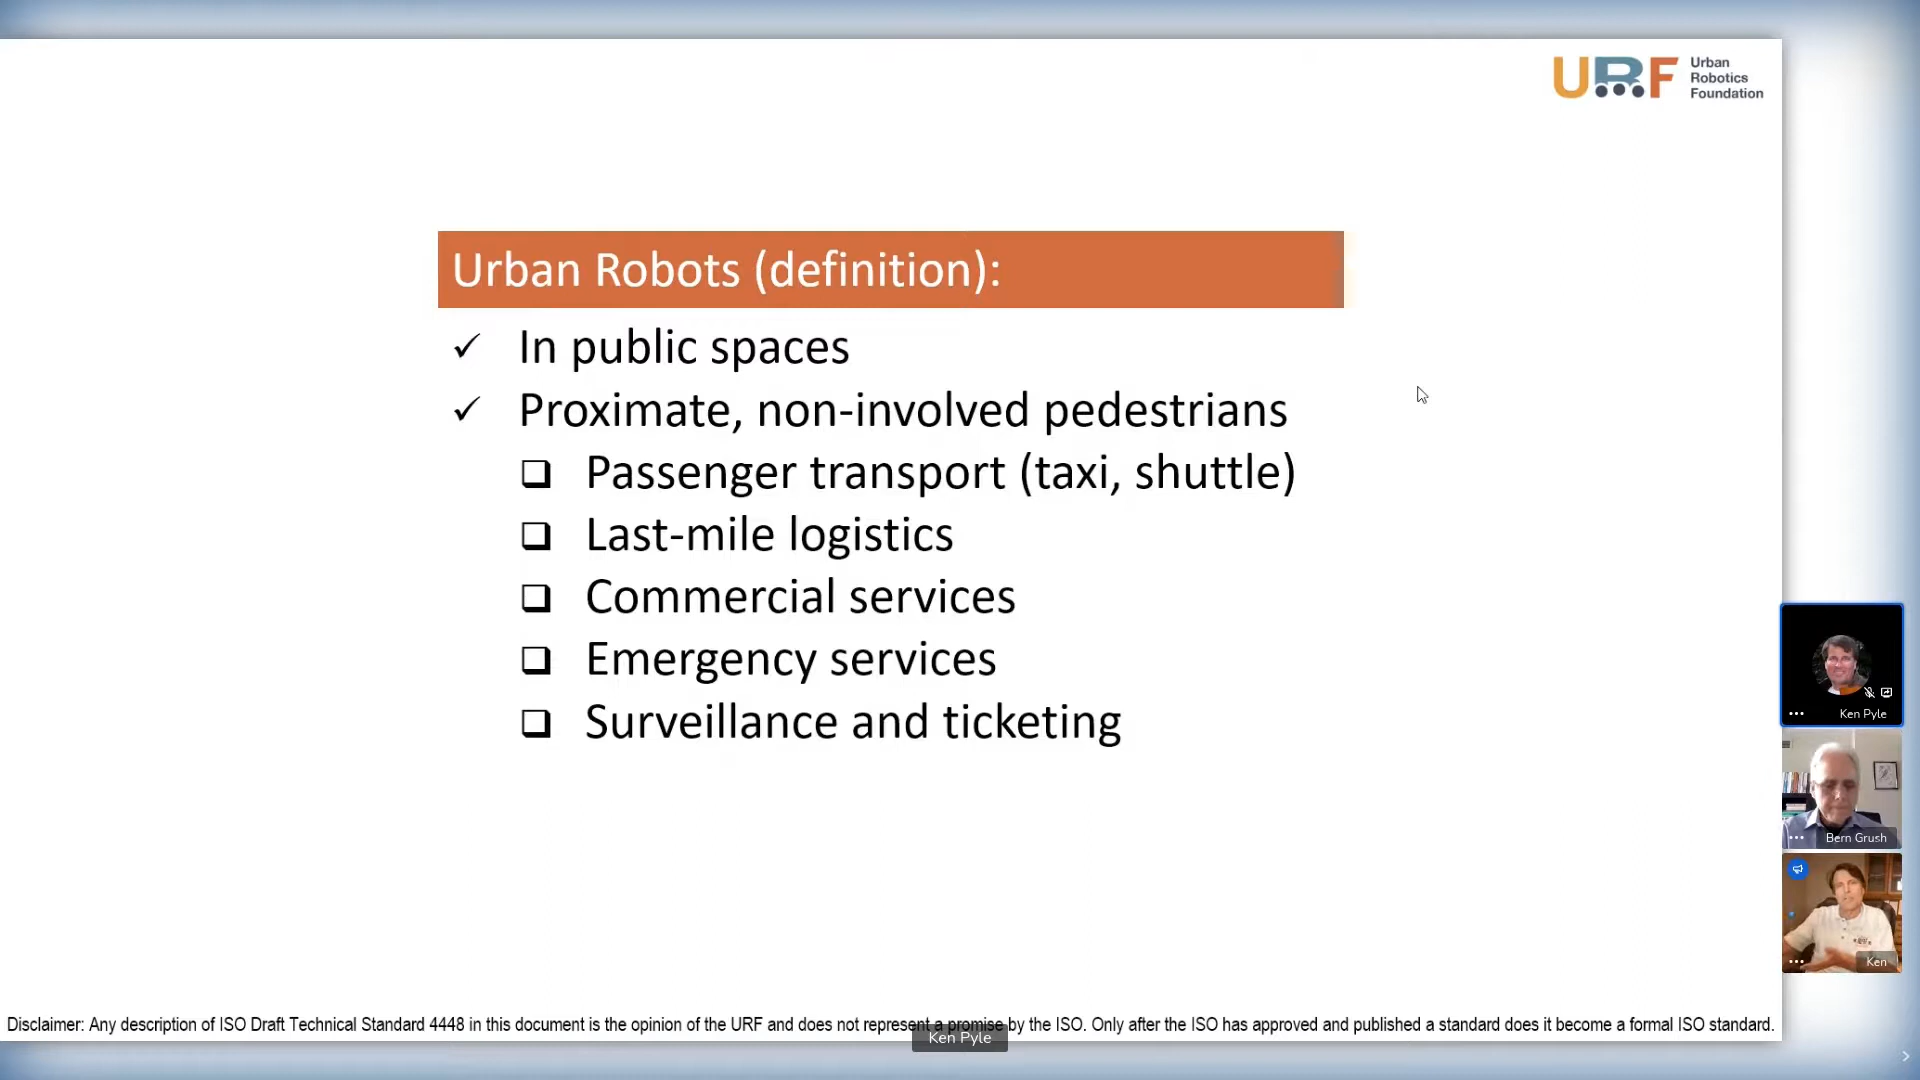 URF
Urban
Robotics
Foundation
Urban Robots (definition):
✓ In public spaces
✓ Proximate, non-involved pedestrians
❑ Passenger transport (taxi, shuttle)
❑ Last-mile logistics
❑ Commercial services
❑ Emergency services
❑ Surveillance and ticketing
Ken Pyle
Bern Grush
Ken
Disclaimer: Any description of ISO Draft Technical Standard 4448 in this document is the opinion of the URF and does not represent a promise by the ISO. Only after the ISO has approved and published a standard does it become a formal ISO standard.
Ken Pyle